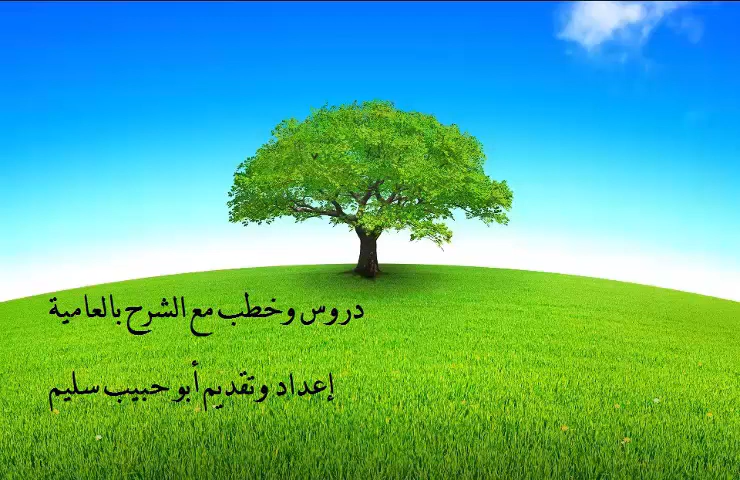 دروس وخطب مع الشرح بالعامية
إعداد وتقديم أبو حبيب سليم